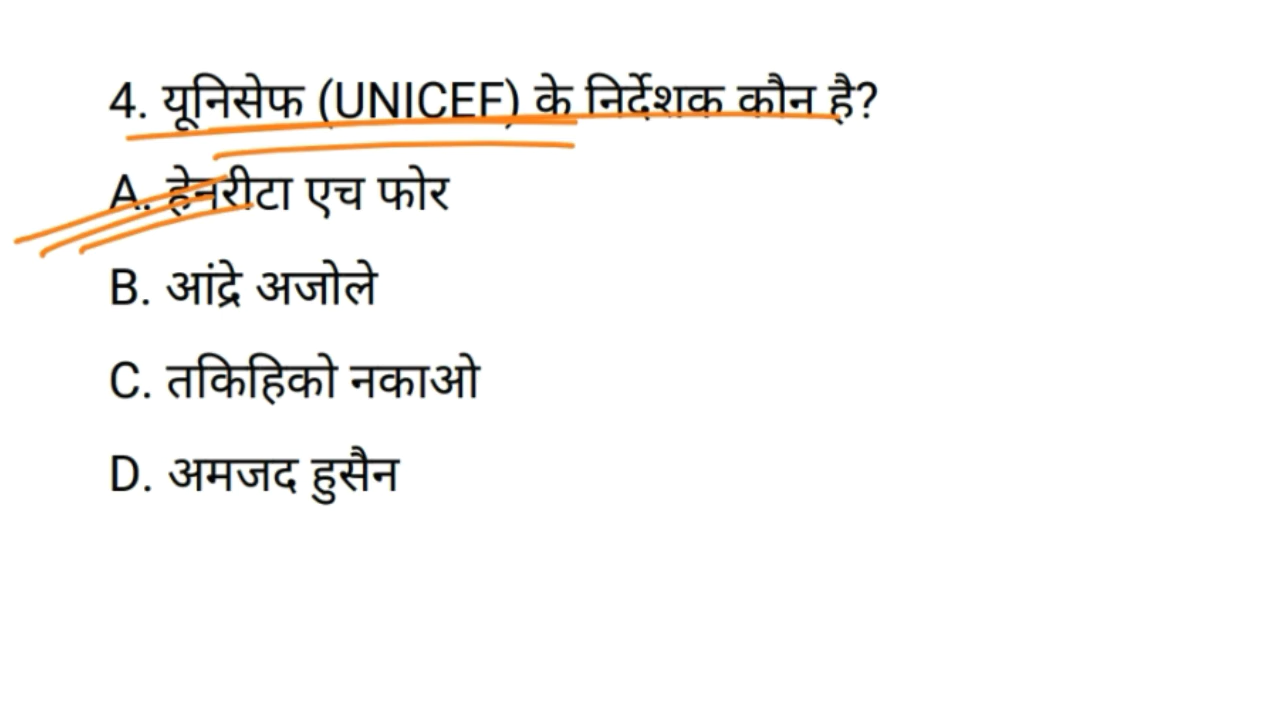 4. यूनिसेफ (UNICEF) के निर्देशक कौन है?
A. हेनरीटा एच फोर
B. आंद्रे अजोले
C. तकिहिको नकाओ
D. अमजद हुसैन